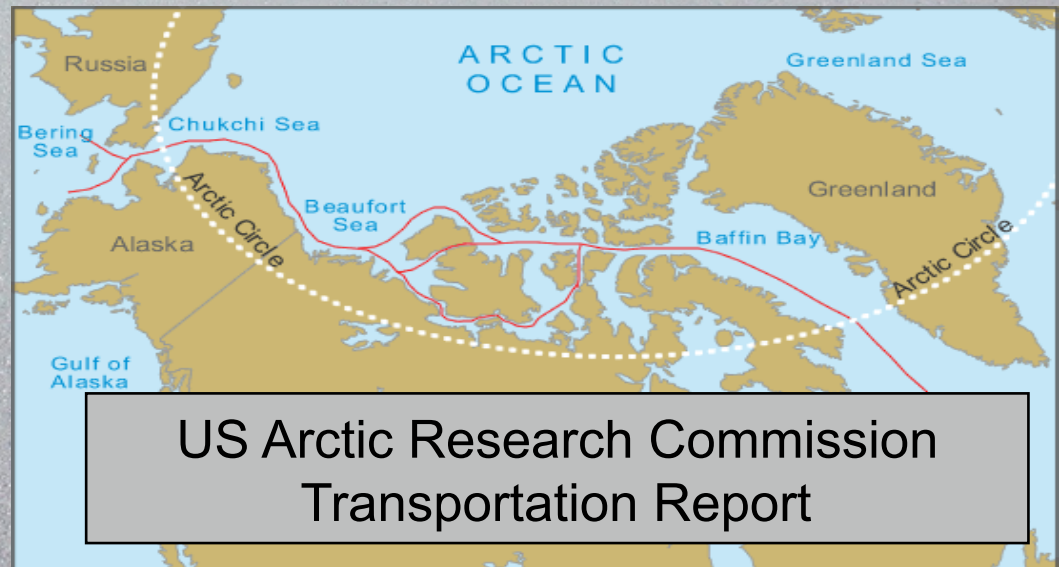 ARCTIC
OCEAN
Greenland Sea
Russia
Bering
Sea
Chukchi Sea
Arctic Circle
Beaufort
Sea
Alaska
Greenland
Baffin Bay
Arctic Circle
Gulf of
Alaska
US Arctic Research Commission
Transportation Report